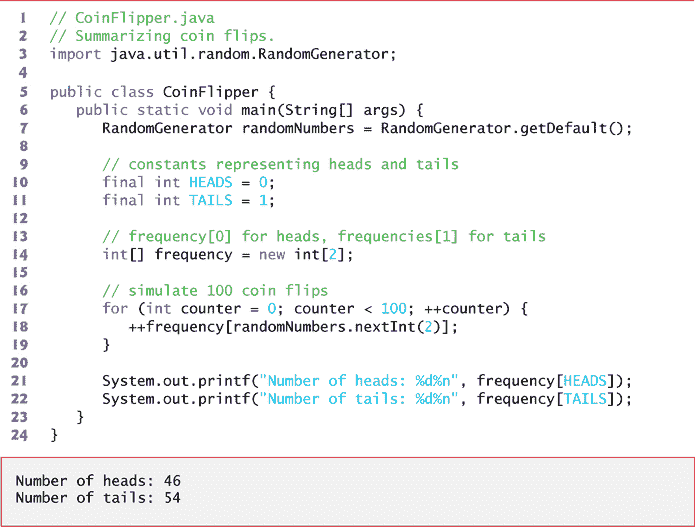 1 // CoinFlipper.java
2 // Summarizing coin flips.
3 import java.util.random.RandomGenerator;
4
5 public class CoinFlipper {
6 public static void main(String[] args) {
7 RandomGenerator randomNumbers = RandomGenerator.getDefault();
8
9 // constants representing heads and tails
10 final int HEADS = 0;
11 final int TAILS = 1;
12
13 // frequency[0] for heads, frequencies[1] for tails
14 int[] frequency = new int[2];
15
16 // simulate 100 coin flips
17 for (int counter = 0; counter < 100; ++counter) {
18 ++frequency[randomNumbers.nextInt(2)];
19 }
20
21 System.out.printf("Number of heads: %d%n", frequency[HEADS]);
22 System.out.printf("Number of tails: %d%n", frequency[TAILS]);
23 }
24 }
Number of heads: 46
Number of tails: 54